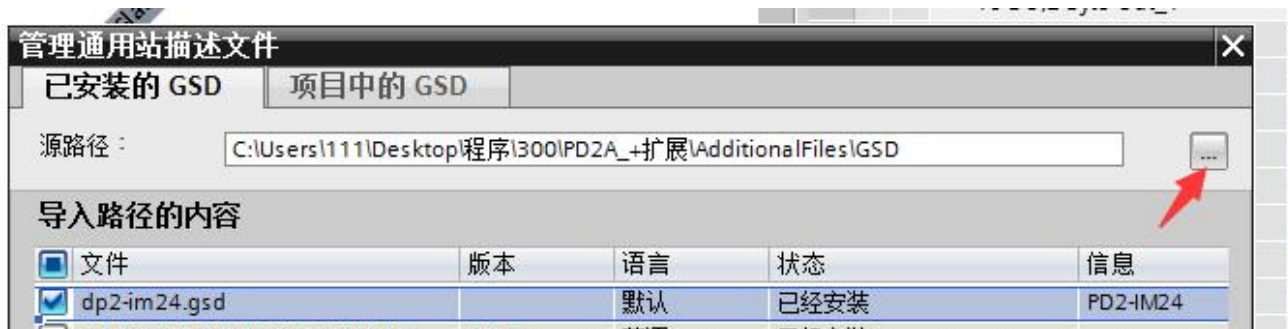 管理通用站描述文件
已安装的 GSD 项目中的 GSD
源路径： C:\Users\111\Desktop\程序\300\PD2A_+扩展\AdditionalFiles\GSD ...
导入路径的内容
文件 版本 语言 状态 信息
dp2-im24.gsd 默认 已经安装 PD2-IM24